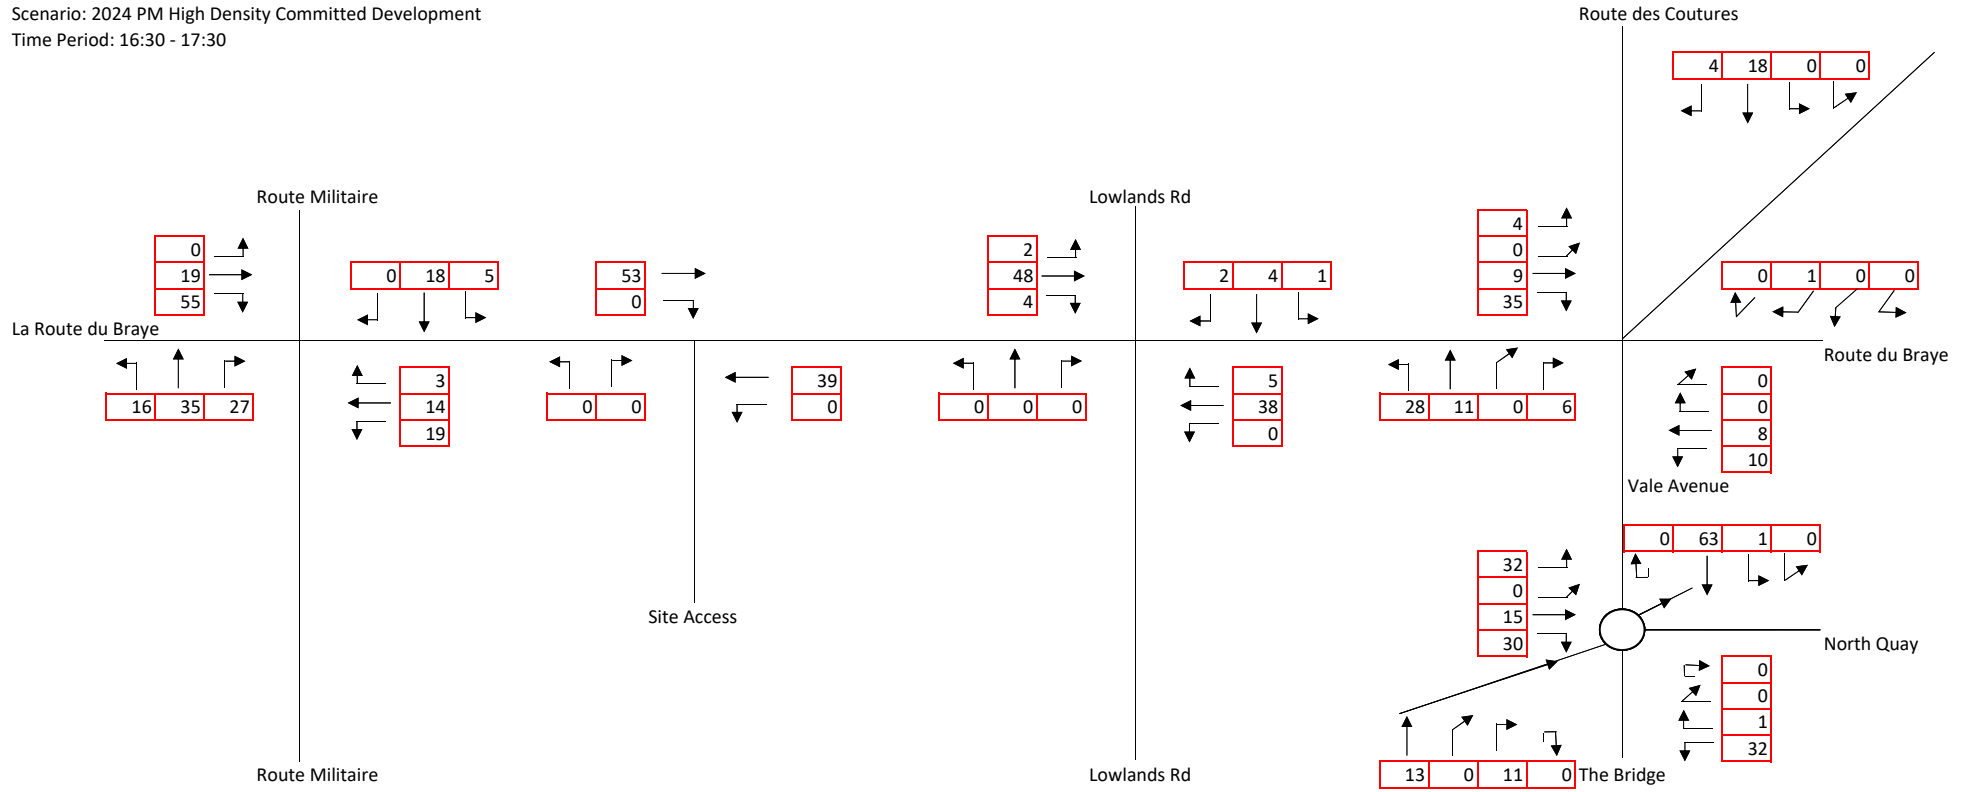 Scenario: 2024 PM High Density Committed Development
Time Period: 16:30 - 17:30
Route des Coutures
4 18 0 0
Route Militaire
Lowlands Rd
0
19
55
0 18 5
53
0
2
48
4
2 4 1
4
0
9
35
0 1 0 0
La Route du Braye
Route du Braye
16 35 27
3
14
19
0 0
39
0
0 0 0
5
38
0
28 11 0 6
0
0
8
10
Vale Avenue
0 63 1 0
32
0
15
30
Site Access
North Quay
0
0
1
32
13 0 11 0
Route Militaire
Lowlands Rd
The Bridge